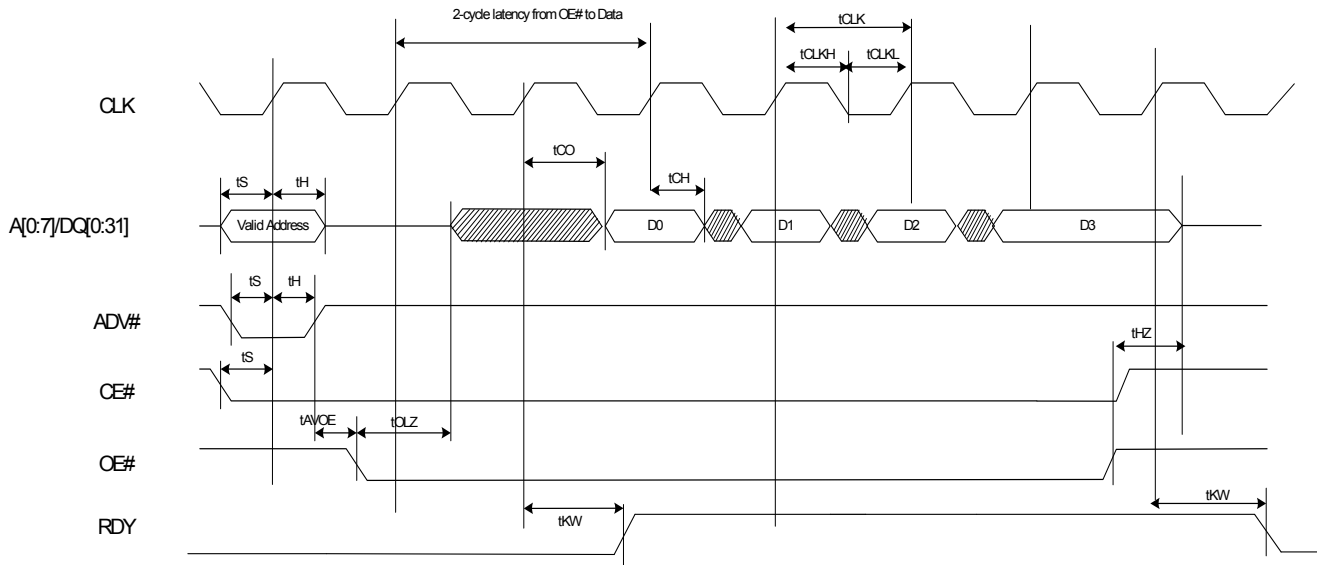 2-cycle latency from OE# to Data
tCLK
tCLKH
tCLKL
CLK
tCO
tCH
tS
tH
A[0:7]/DQ[0:31]
Valid Address
D0
D1
D2
D3
tS
tH
ADV#
tHZ
tS
CE#
tAVOE
tOLZ
OE#
tKW
tKW
RDY